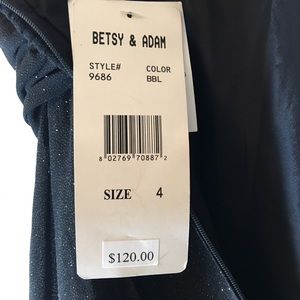 BETSY & ADAM
STYLE# COLOR
9686 BBL
8 02769 70887 2
SIZE 4
$120.00